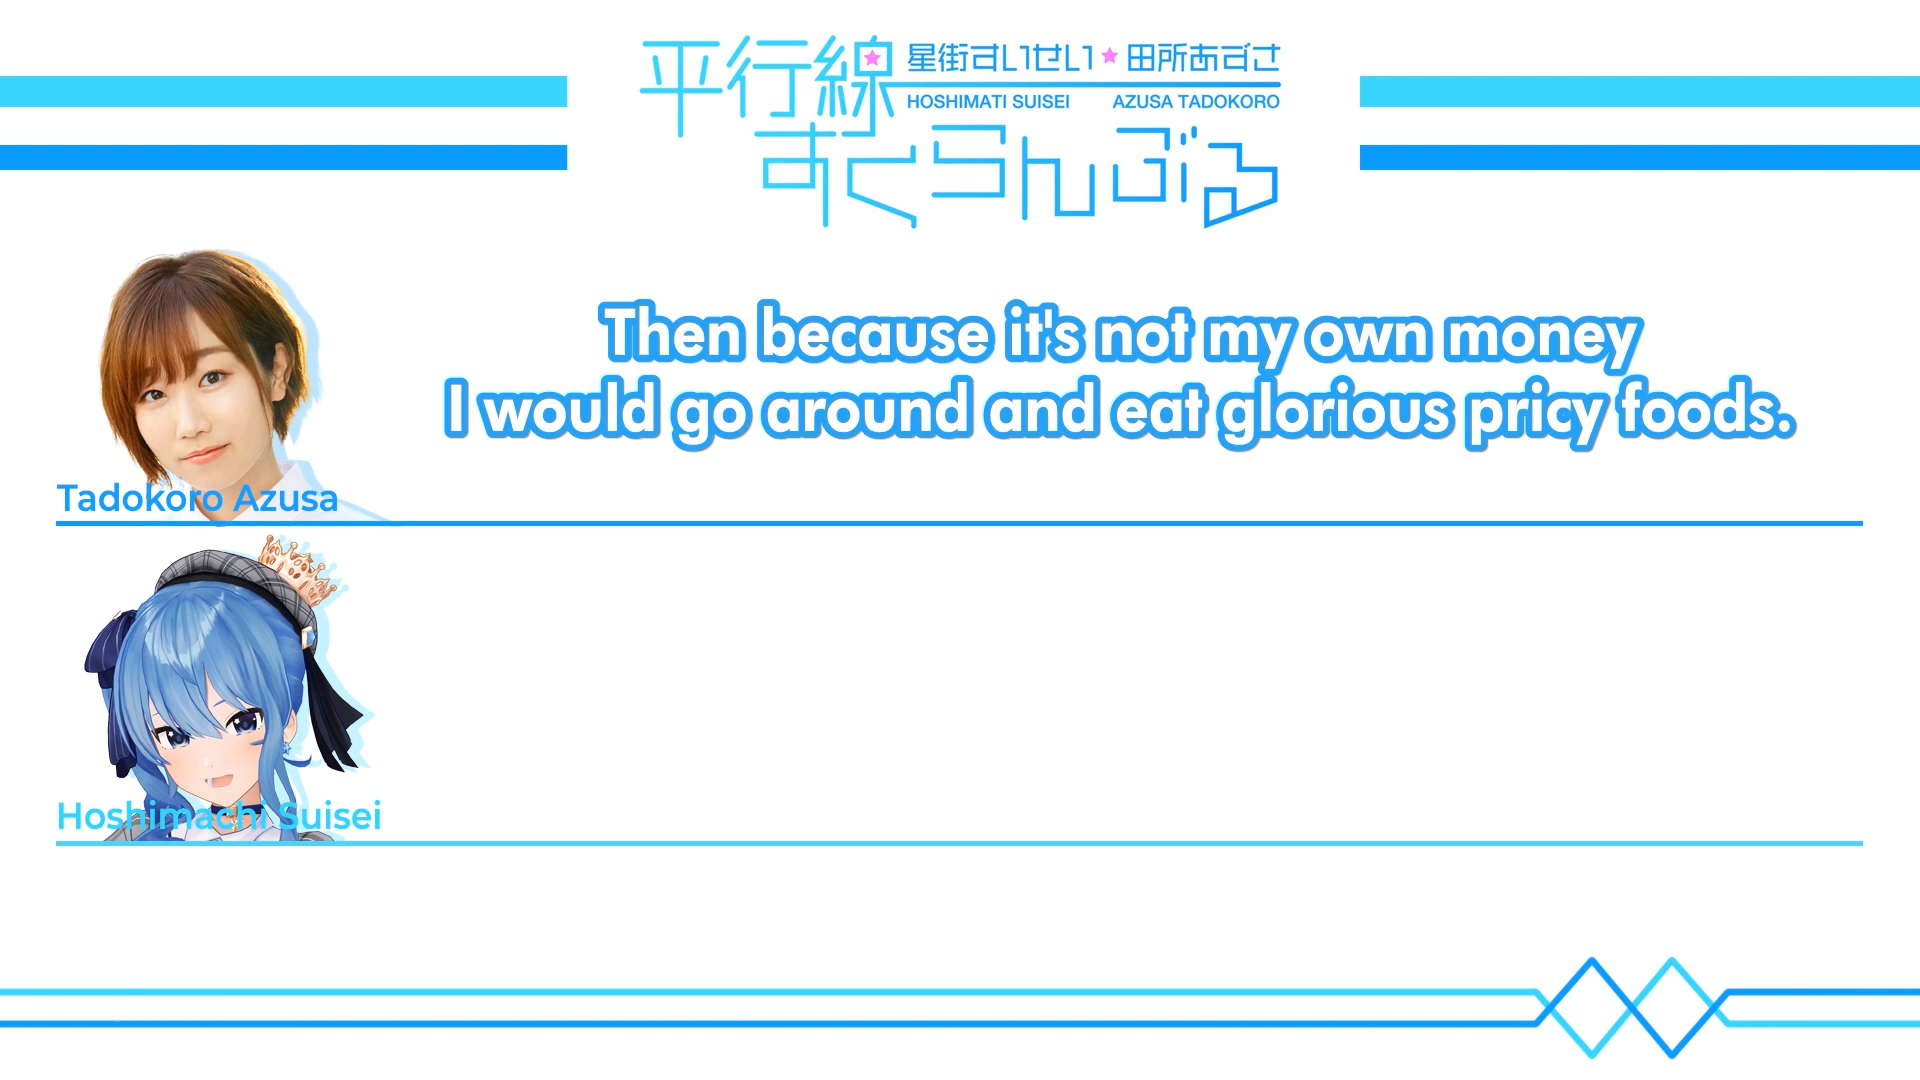 平行線
星街すいせい★田所あずさ
HOSHIMATI SUISEI AZUSA TADOKORO
すくらんぶる
Then because it's not my own money
I would go around and eat glorious pricy foods.
Tadokoro Azusa
Hoshimachi Suisei